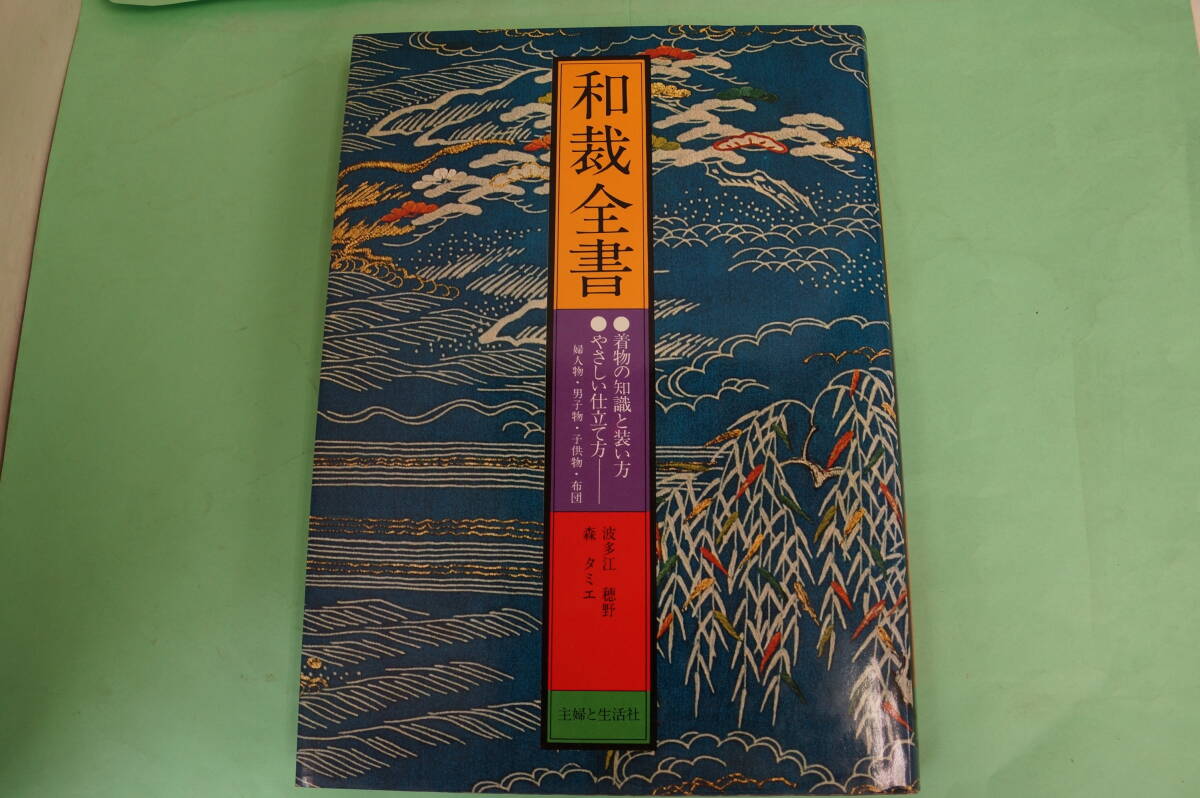 和裁全書
●着物の知識と装い方
●やさしい仕立て方――
婦人物・男子物・子供物・布団
波多江 穂野
森 タミエ
主婦と生活社